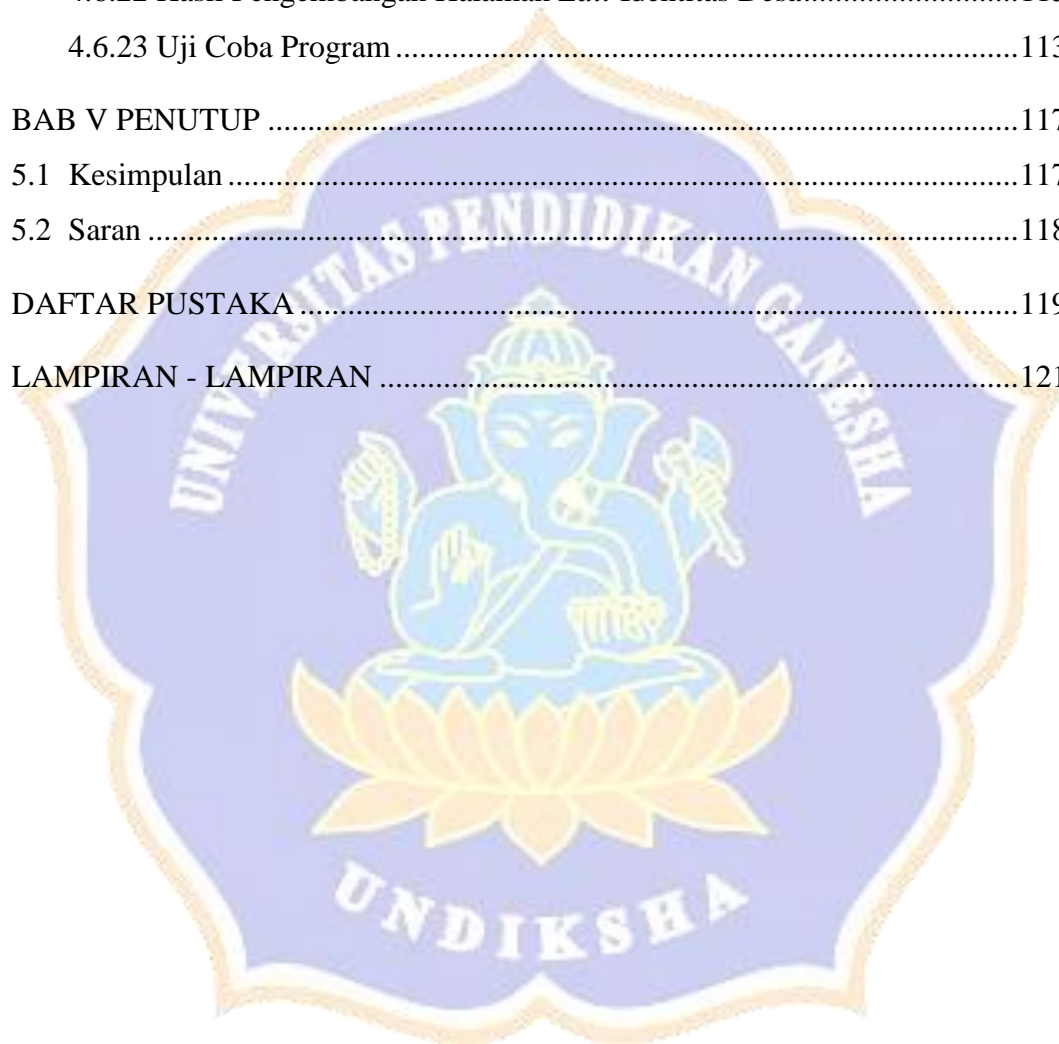 4.6.23 Uji Coba Program ........................................................................113
BAB V PENUTUP ........................................................................117
5.1 Kesimpulan ........................................................................117
5.2 Saran ........................................................................118
DAFTAR PUSTAKA ........................................................................119
LAMPIRAN - LAMPIRAN ........................................................................121
UNIVERSITAS PENDIDIKAN GANESHA
UNDIKSHA